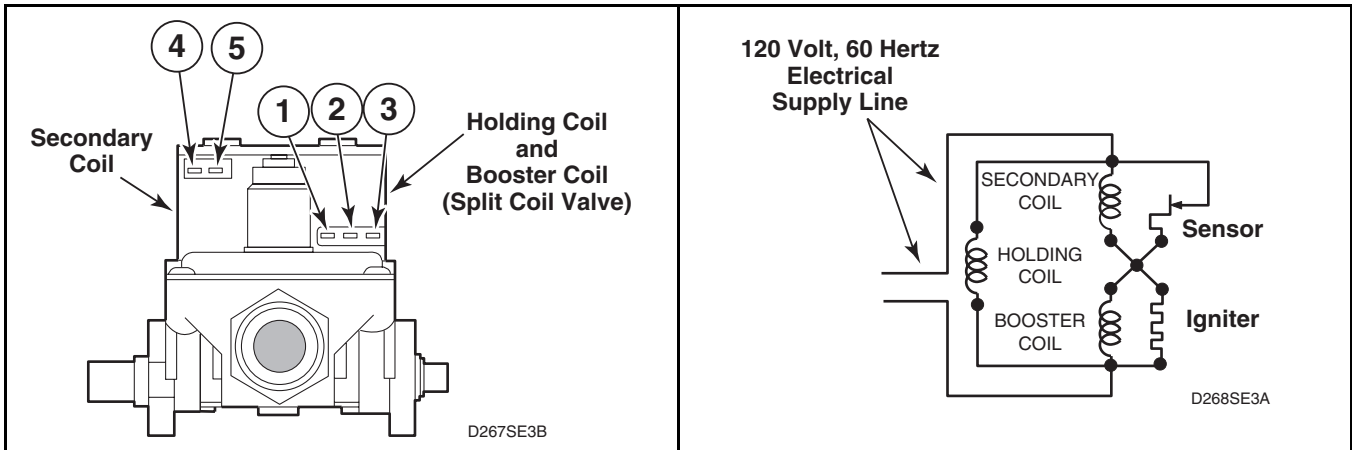 4
5
1
2
3
Secondary
Coil
Holding Coil
and
Booster Coil
(Split Coil Valve)
D267SE3B
120 Volt, 60 Hertz
Electrical
Supply Line
SECONDARY
COIL
Sensor
HOLDING
COIL
BOOSTER
COIL
Igniter
D268SE3A